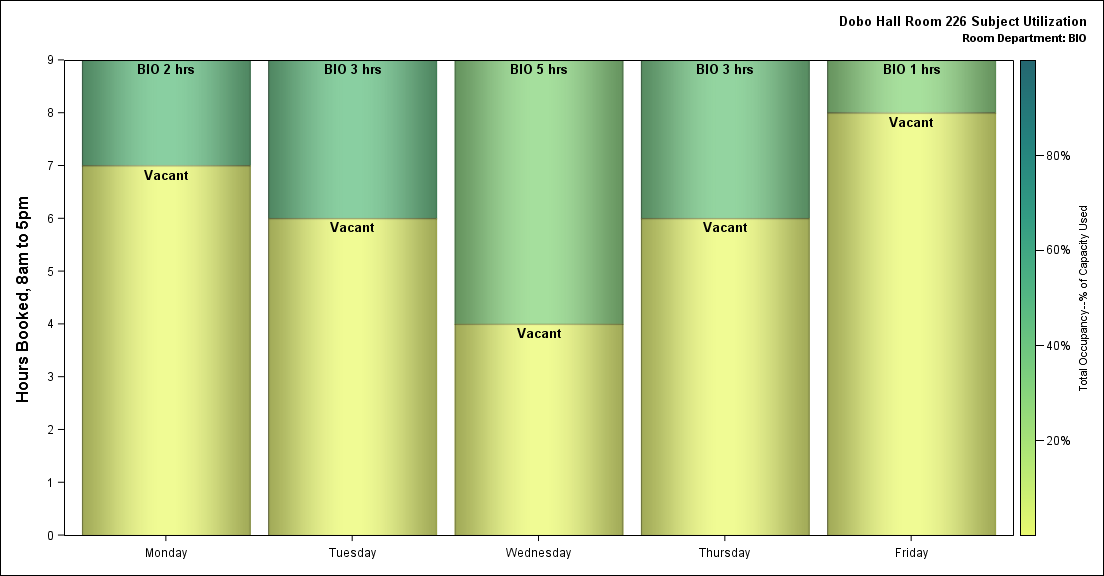 Dobo Hall Room 226 Subject Utilization
Room Department: BIO
Hours Booked, 8am to 5pm
9
8
7
6
5
4
3
2
1
0
BIO 2 hrs
BIO 3 hrs
BIO 5 hrs
BIO 3 hrs
BIO 1 hrs
Vacant
Vacant
Vacant
Vacant
Vacant
Monday
Tuesday
Wednesday
Thursday
Friday
80%
60%
40%
20%
Total Occupancy--% of Capacity Used